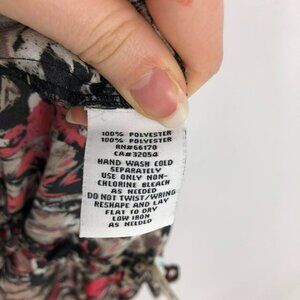 100% POLYESTER
100% POLYESTER
RN#66170
CA#32054
HAND WASH COLD
SEPARATELY
USE ONLY NON-
CHLORINE BLEACH
AS NEEDED
DO NOT TWIST/WRING
RESHAPE AND LAY
FLAT TO DRY
LOW IRON
AS NEEDED